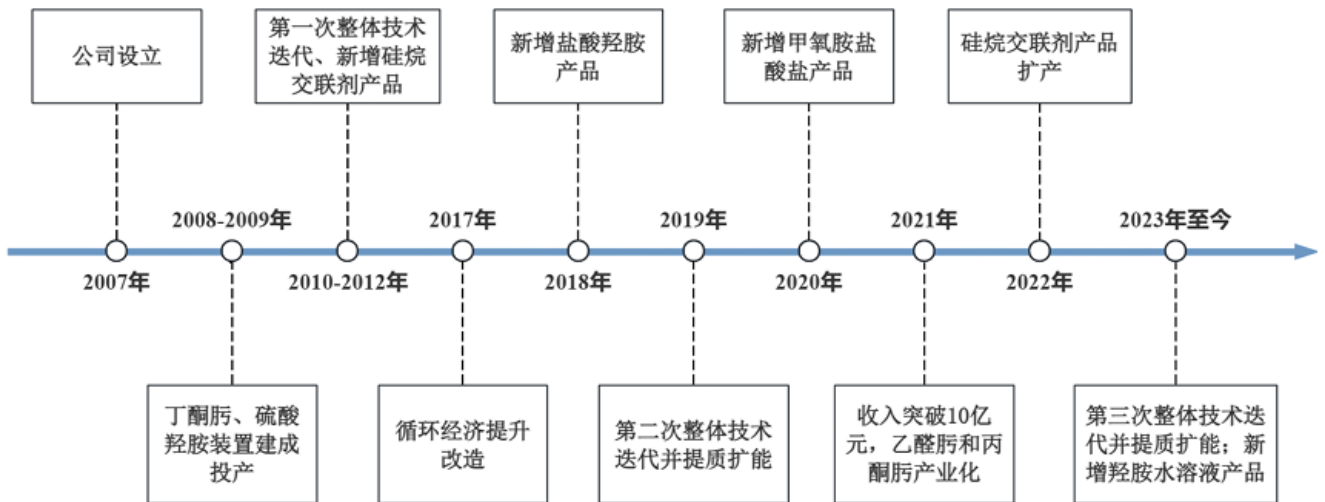 公司设立
第一次整体技术
迭代、新增硅烷
交联剂产品
新增盐酸羟胺
产品
新增甲氧胺盐
酸盐产品
硅烷交联剂产品
扩产
2008-2009年
2017年
2019年
2021年
2023年至今
2007年
2010-2012年
2018年
2020年
2022年
丁酮肟、硫酸
羟胺装置建成
投产
循环经济提升
改造
第二次整体技术
迭代并提质扩能
收入突破10亿
元，乙醛肟和丙
酮肟产业化
第三次整体技术迭
代并提质扩能；新
增羟胺水溶液产品